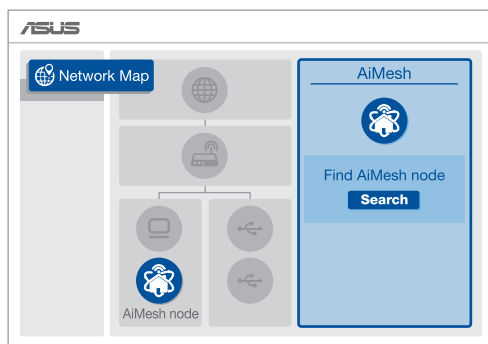 ASUS
Network Map
AiMesh
Find AiMesh node
Search
AiMesh node